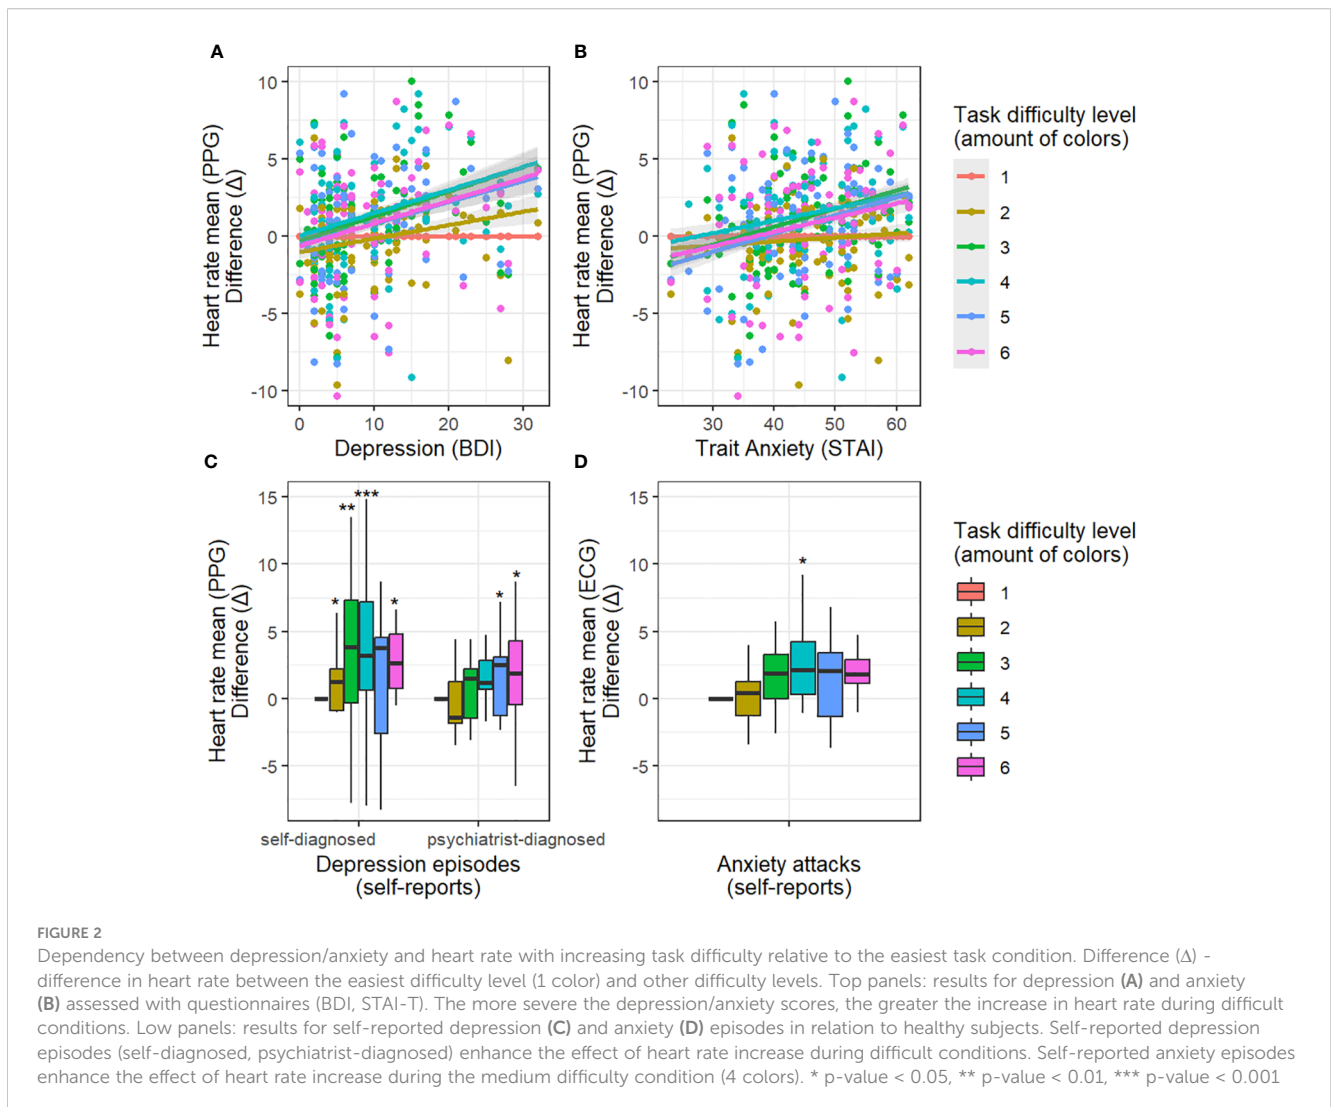 A
B
Heart rate mean (PPG)
Difference (Δ)
10
5
0
-5
-10
0
10
20
30
Depression (BDI)
Heart rate mean (PPG)
Difference (Δ)
10
5
0
-5
-10
30
40
50
60
Trait Anxiety (STAI)
Task difficulty level
(amount of colors)
1
2
3
4
5
6
C
D
Heart rate mean (PPG)
Difference (Δ)
15
10
5
0
-5
*
**
***
*
*
*
self-diagnosed
psychiatrist-diagnosed
Depression episodes
(self-reports)
Heart rate mean (ECG)
Difference (Δ)
15
10
5
0
-5
*
Anxiety attacks
(self-reports)
Task difficulty level
(amount of colors)
1
2
3
4
5
6
FIGURE 2
Dependency between depression/anxiety and heart rate with increasing task difficulty relative to the easiest task condition. Difference (Δ) -
difference in heart rate between the easiest difficulty level (1 color) and other difficulty levels. Top panels: results for depression (A) and anxiety
(B) assessed with questionnaires (BDI, STAI-T). The more severe the depression/anxiety scores, the greater the increase in heart rate during difficult
conditions. Low panels: results for self-reported depression (C) and anxiety (D) episodes in relation to healthy subjects. Self-reported depression
episodes (self-diagnosed, psychiatrist-diagnosed) enhance the effect of heart rate increase during difficult conditions. Self-reported anxiety episodes
enhance the effect of heart rate increase during the medium difficulty condition (4 colors). * p-value < 0.05, ** p-value < 0.01, *** p-value < 0.001